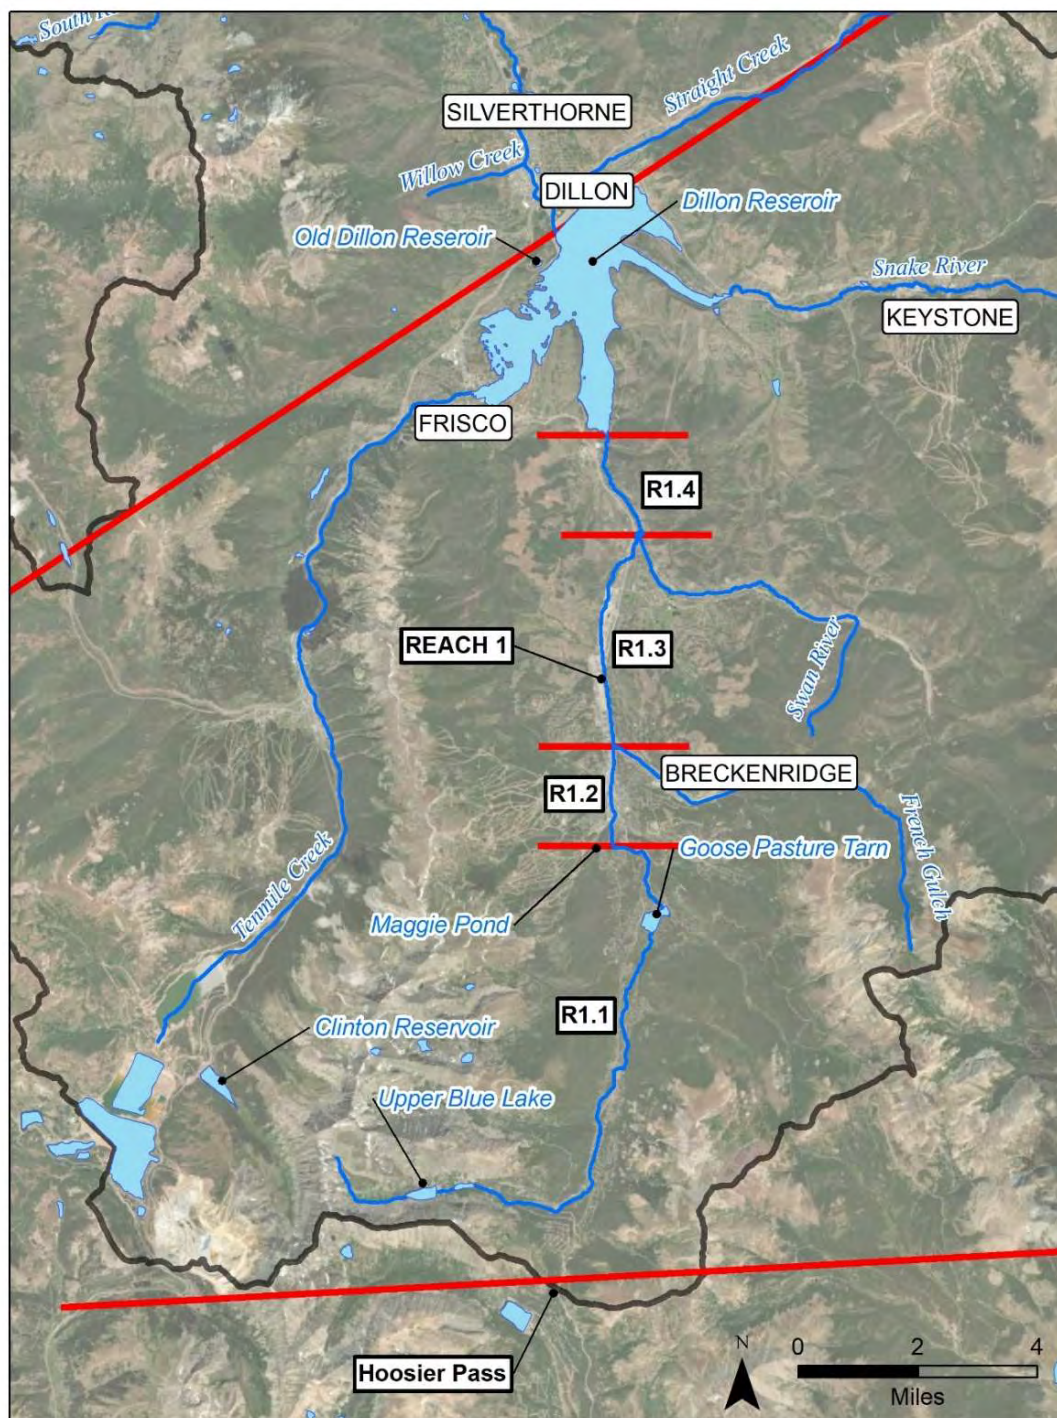 South R
Straight Creek
SILVERTHORNE
Willow Creek
DILLON
Dillon Reseroir
Old Dillon Reseroir
Snake River
KEYSTONE
FRISCO
R1.4
REACH 1
R1.3
Swan River
BRECKENRIDGE
R1.2
Goose Pasture Tarn
French Gulch
Tenmile Creek
Maggie Pond
R1.1
Clinton Reservoir
Upper Blue Lake
Hoosier Pass
N
0 2 4
Miles